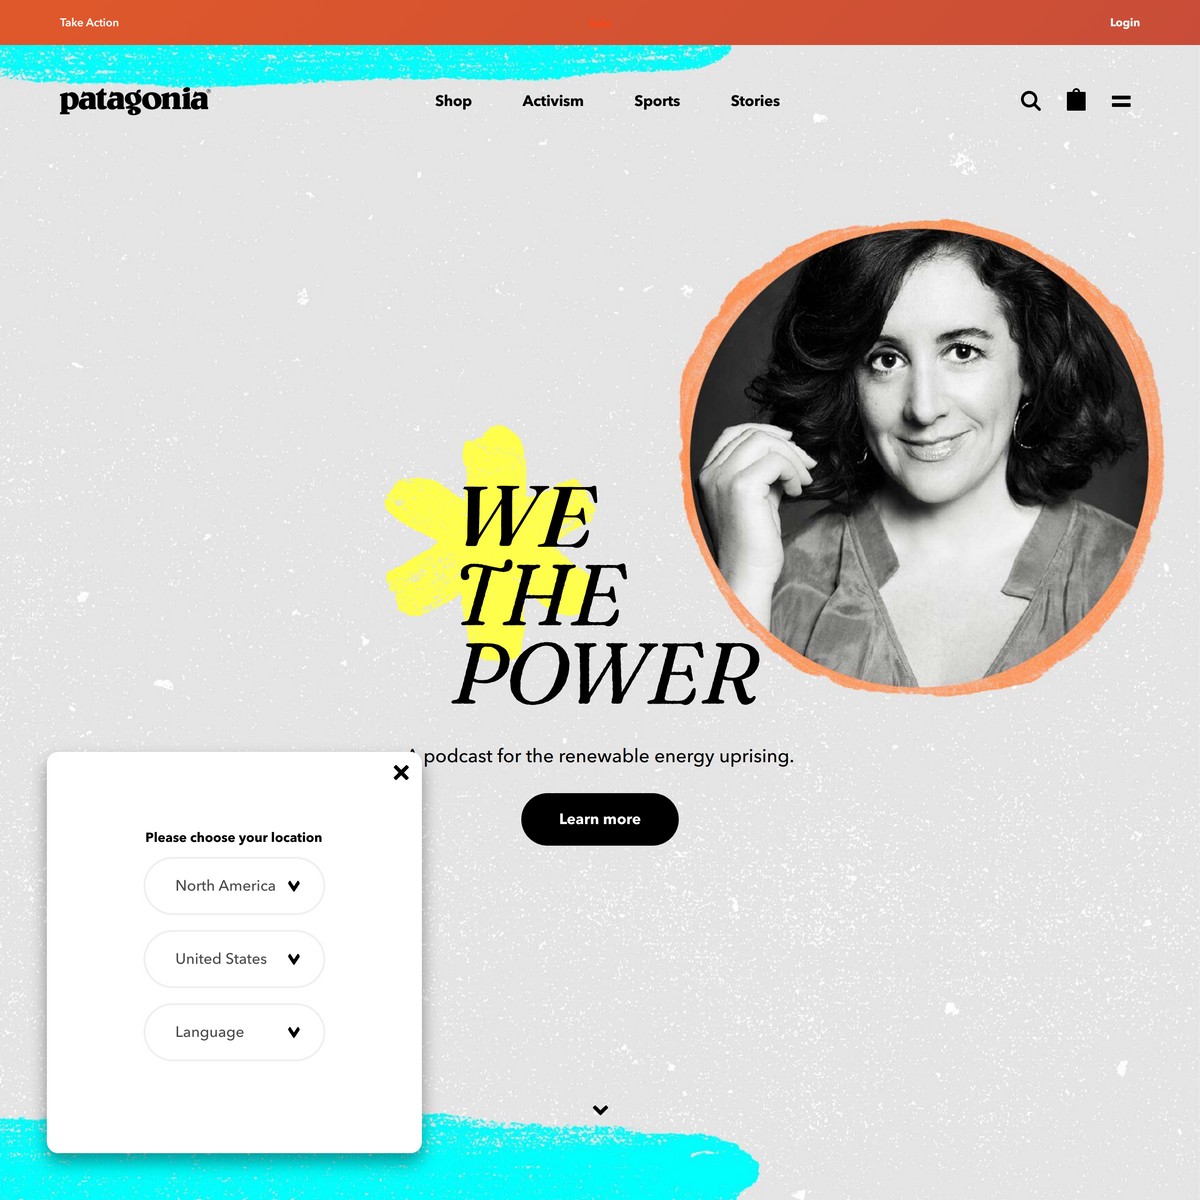 Take Action
Login
patagonia
Shop
Activism
Sports
Stories
WE
THE
POWER
A podcast for the renewable energy uprising.
Learn more
Please choose your location
North America
United States
Language